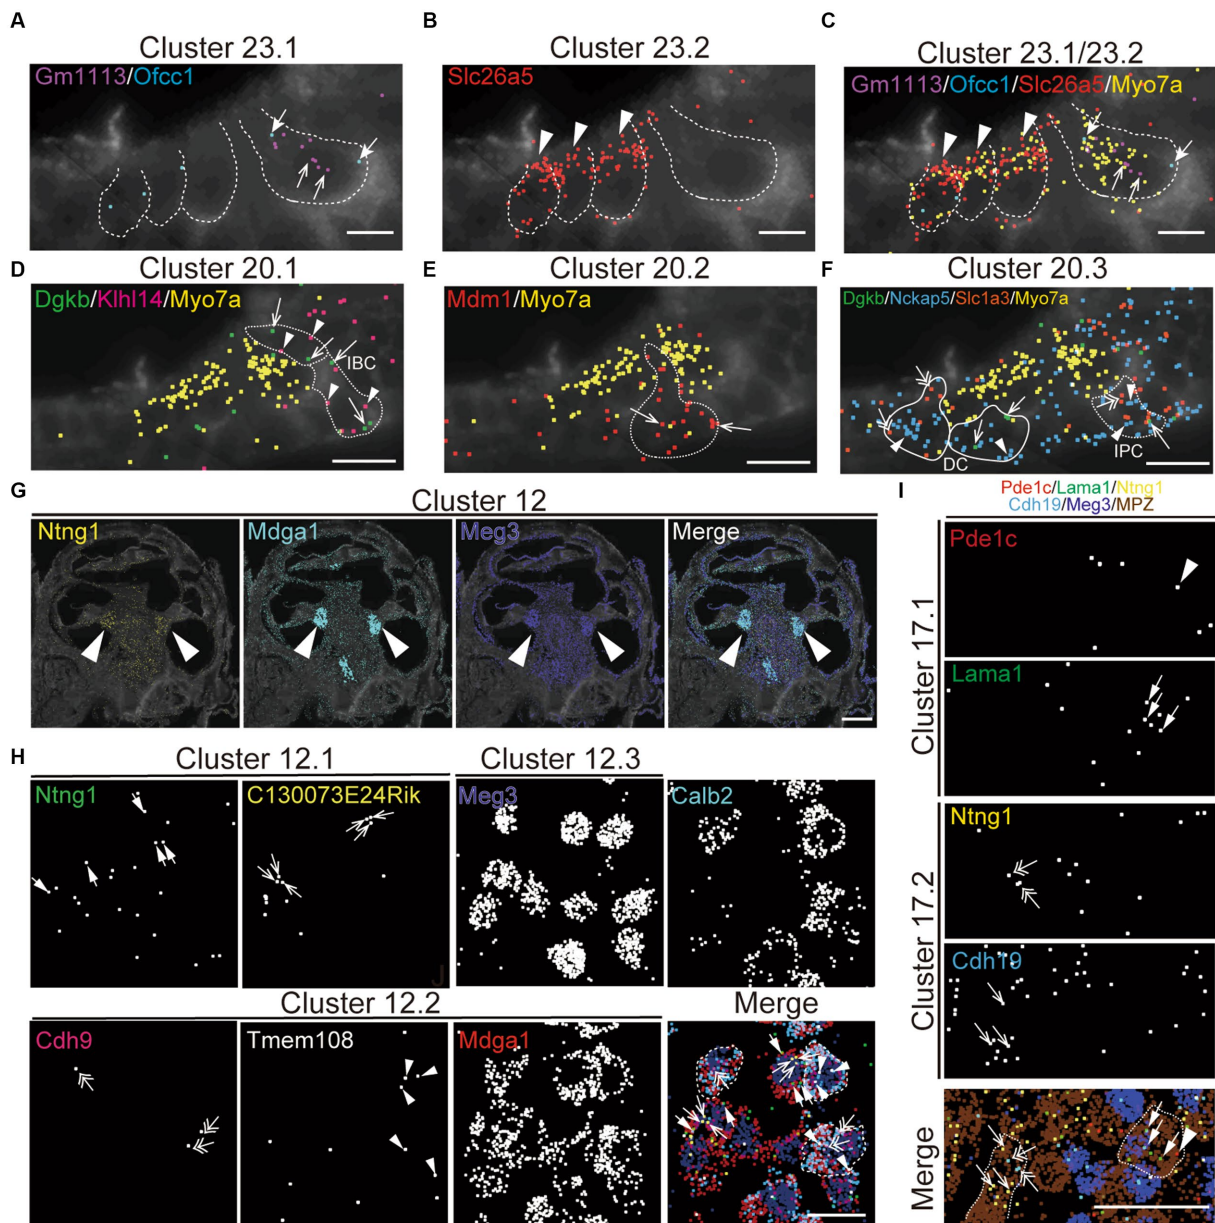 A
Cluster 23.1
Gm1113/Ofcc1
B
Cluster 23.2
Slc26a5
C
Cluster 23.1/23.2
Gm1113/Ofcc1/Slc26a5/Myo7a
D
Cluster 20.1
Dgkb/Klhl14/Myo7a
IBC
E
Cluster 20.2
Mdm1/Myo7a
F
Cluster 20.3
Dgkb/Nckap5/Slc1a3/Myo7a
DC
IPC
G
Cluster 12
Ntng1
Mdga1
Meg3
Merge
H
Cluster 12.1
Ntng1
C130073E24Rik
J
Cluster 12.3
Meg3
Calb2
Cluster 12.2
Cdh9
Tmem108
Mdga1
Merge
I
Pde1c/Lama1/Ntng1
Cdh19/Meg3/MPZ
Cluster 17.1
Pde1c
Lama1
Cluster 17.2
Ntng1
Cdh19
Merge